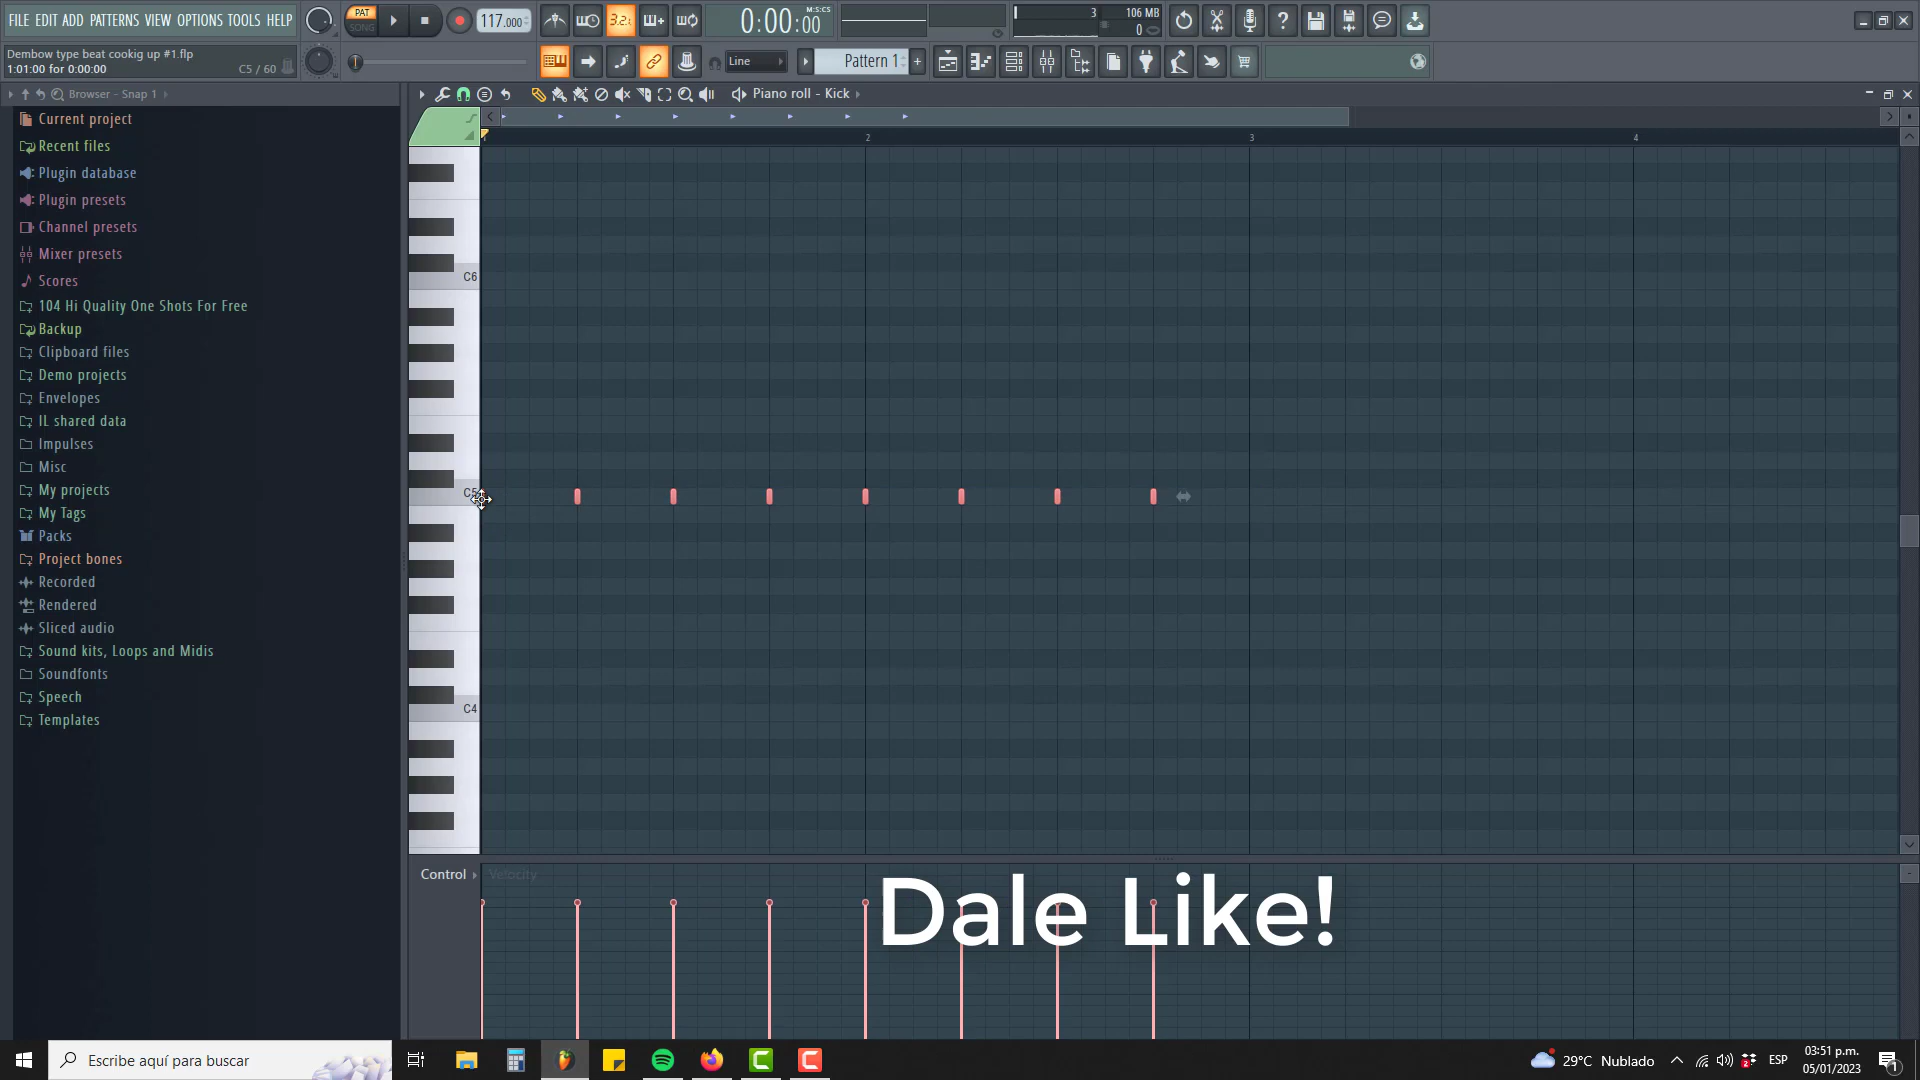 FILE EDIT ADD PATTERNS VIEW OPTIONS TOOLS HELP
PAT
SONG
117.000
3.2.
0:00:00
M:S:CS
3
106 MB
0
Dembow type beat cookig up #1.flp
1:01:00 for 0:00:00
C5 / 60
Line
Pattern 1
Browser - Snap 1
Piano roll - Kick
Current project
Recent files
Plugin database
Plugin presets
Channel presets
Mixer presets
Scores
104 Hi Quality One Shots For Free
Backup
Clipboard files
Demo projects
Envelopes
IL shared data
Impulses
Misc
My projects
My Tags
Packs
Project bones
Recorded
Rendered
Sliced audio
Sound kits, Loops and Midis
Soundfonts
Speech
Templates
2
3
4
C6
C5
C4
Control
Velocity
Dale Like!
Escribe aquí para buscar
29°C Nublado
2
ESP
03:51 p.m.
05/01/2023
1